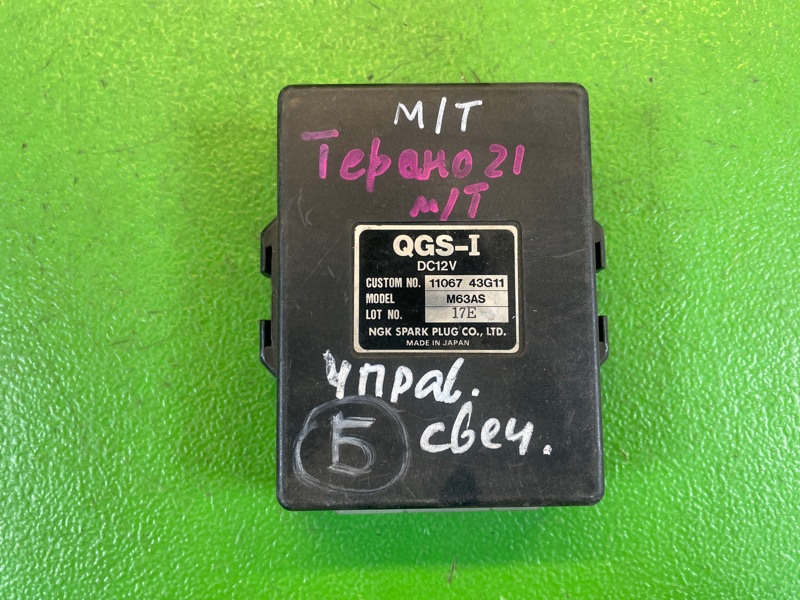 M/T
Терано 21
м/Т
QGS-I
DC12V
CUSTOM NO. 11067 43G11
MODEL M63AS
LOT NO. 17E
NGK SPARK PLUG CO., LTD.
MADE IN JAPAN
управ.
Б свеч.